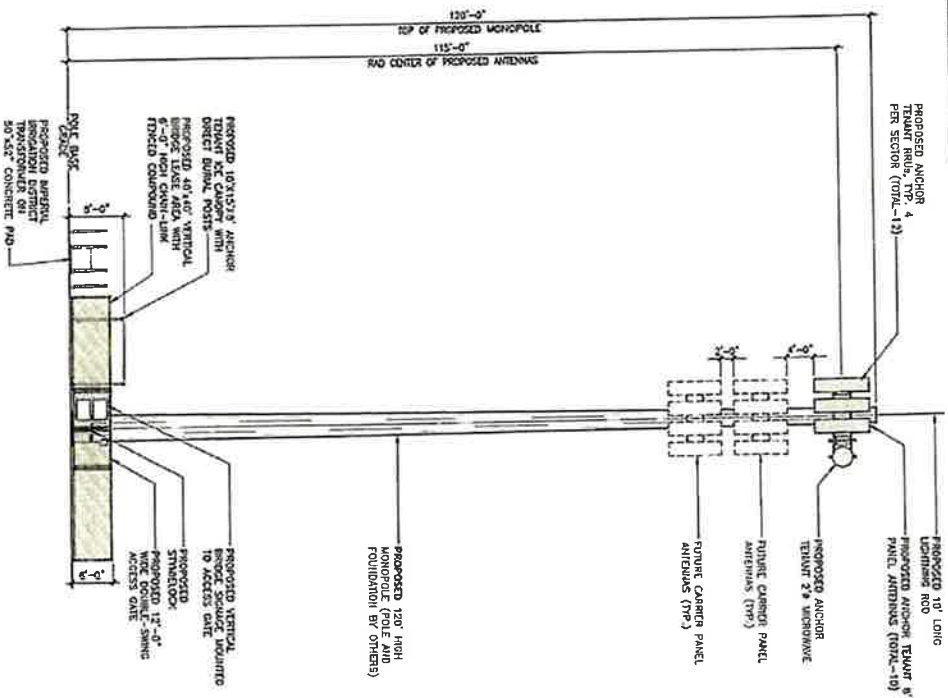 120'-0"
TOP OF PROPOSED MONOPOLE
115'-0"
RAD CENTER OF PROPOSED ANTENNAS
PROPOSED ANCHOR
TENANT RRUs, TYP. 4
PER SECTOR (TOTAL-12)
PROPOSED 10'X15'X8' ANCHOR
TENANT ICE CANOPY WITH
DIRECT BURIAL POSTS
PROPOSED 40'x40' VERTICAL
BRIDGE LEASE AREA WITH
6'-0" HIGH CHAIN-LINK
FENCED COMPOUND
POLE BASE
GRADE
PROPOSED IMPERIAL
IRRIGATION DISTRICT
TRANSFORMER ON
50"x52" CONCRETE PAD
8'-0"
2'-0"
4'-0"
PROPOSED 10' LONG
LIGHTNING ROD
PROPOSED ANCHOR TENANT 8'
PANEL ANTENNAS (TOTAL-10)
PROPOSED ANCHOR
TENANT 2'ø MICROWAVE
FUTURE CARRIER PANEL
ANTENNAS (TYP.)
FUTURE CARRIER PANEL
ANTENNAS (TYP.)
PROPOSED 120' HIGH
MONOPOLE (POLE AND
FOUNDATION BY OTHERS)
PROPOSED VERTICAL
BRIDGE SIGNAGE MOUNTED
TO ACCESS GATE
PROPOSED
STYMIELOCK
PROPOSED 12'-0"
WIDE DOUBLE-SWING
ACCESS GATE
6'-0"